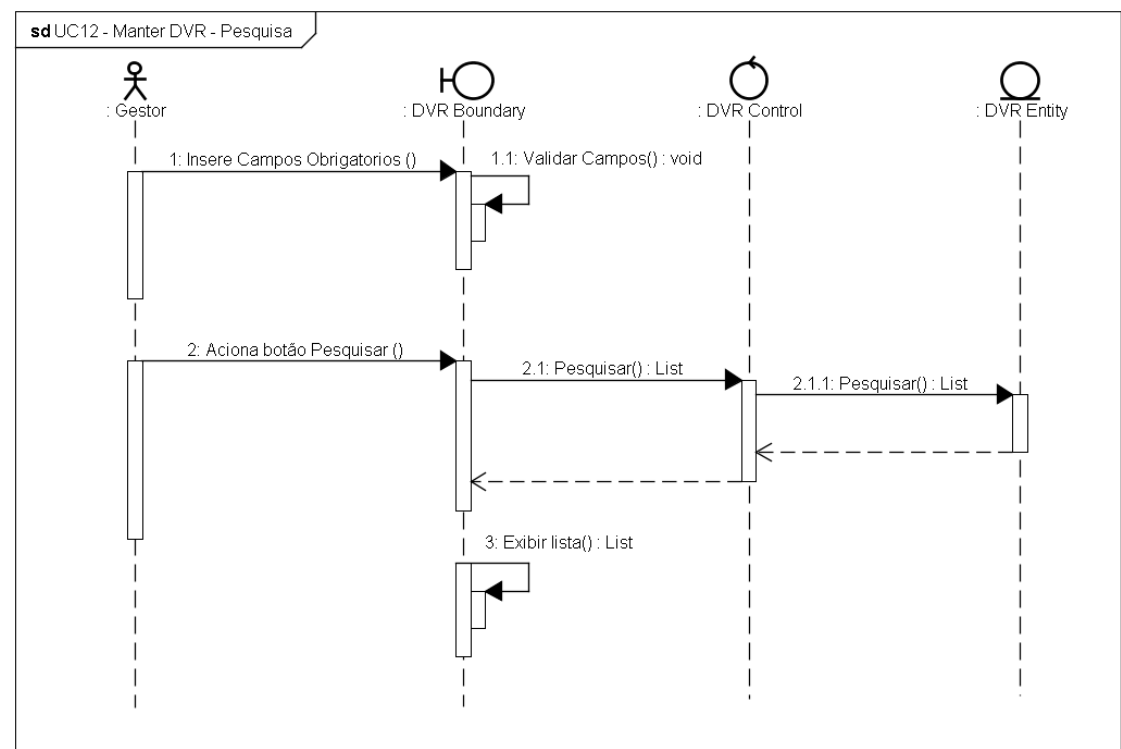 sd UC12 - Manter DVR - Pesquisa
: Gestor
: DVR Boundary
: DVR Control
: DVR Entity
1: Insere Campos Obrigatorios ()
1.1: Validar Campos() : void
2: Aciona botão Pesquisar ()
2.1: Pesquisar() : List
2.1.1: Pesquisar() : List
3: Exibir lista() : List